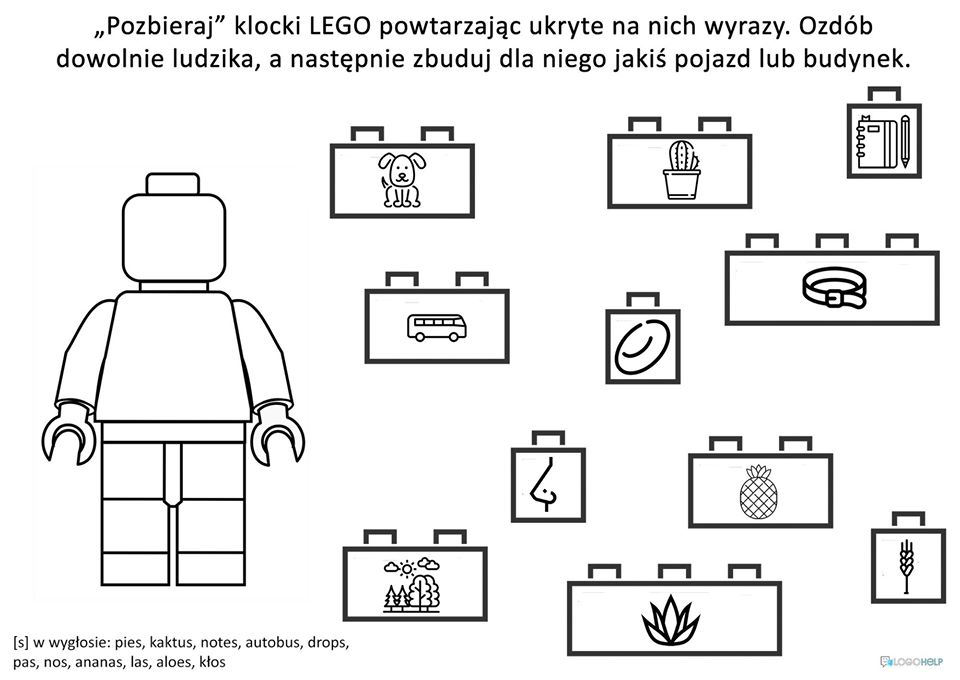 „Pozbieraj” klocki LEGO powtarzając ukryte na nich wyrazy. Ozdób
dowolnie ludzika, a następnie zbuduj dla niego jakiś pojazd lub budynek.
[s] w wygłosie: pies, kaktus, notes, autobus, drops,
pas, nos, ananas, las, aloes, kłos
LOGOHELP